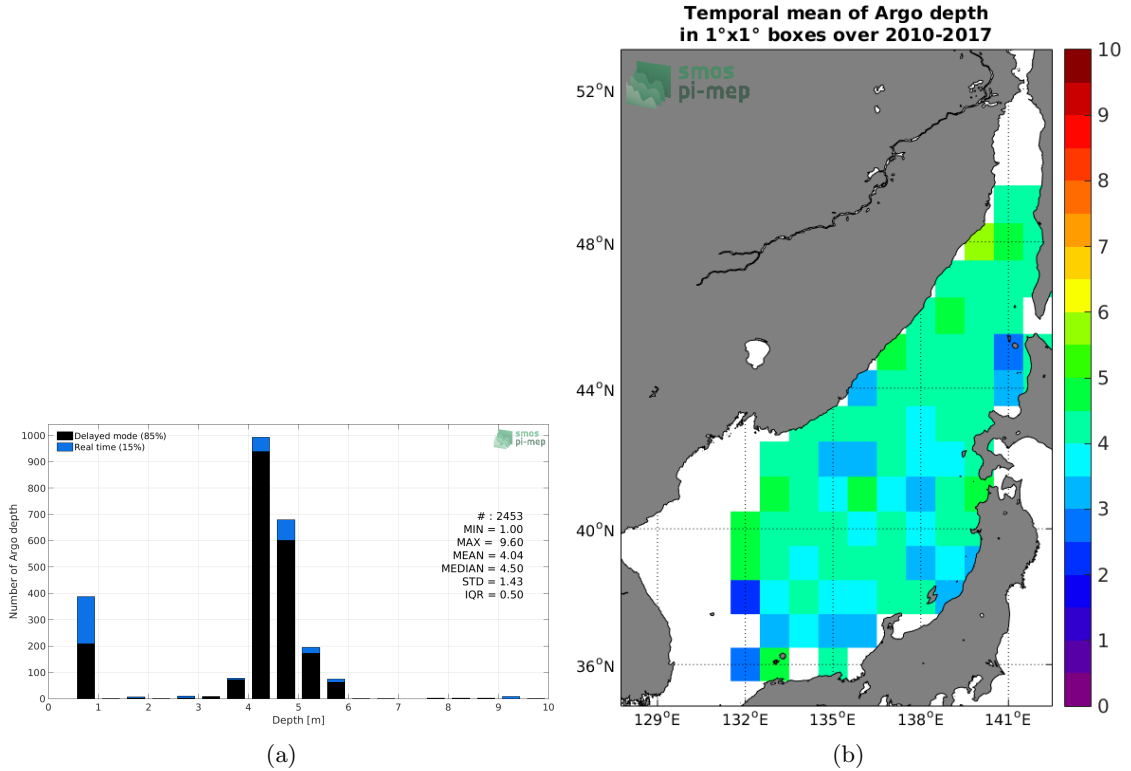 Temporal mean of Argo depth
in 1°x1° boxes over 2010-2017
smos
pi-mep
52°N
48°N
44°N
40°N
36°N
129°E
132°E
135°E
138°E
141°E
10
9
8
7
6
5
4
3
2
1
0
Delayed mode (85%)
Real time (15%)
smos
pi-mep
# : 2453
MIN = 1.00
MAX = 9.60
MEAN = 4.04
MEDIAN = 4.50
STD = 1.43
IQR = 0.50
Number of Argo depth
1000
900
800
700
600
500
400
300
200
100
0
0 1 2 3 4 5 6 7 8 9 10
Depth [m]
(a)
(b)